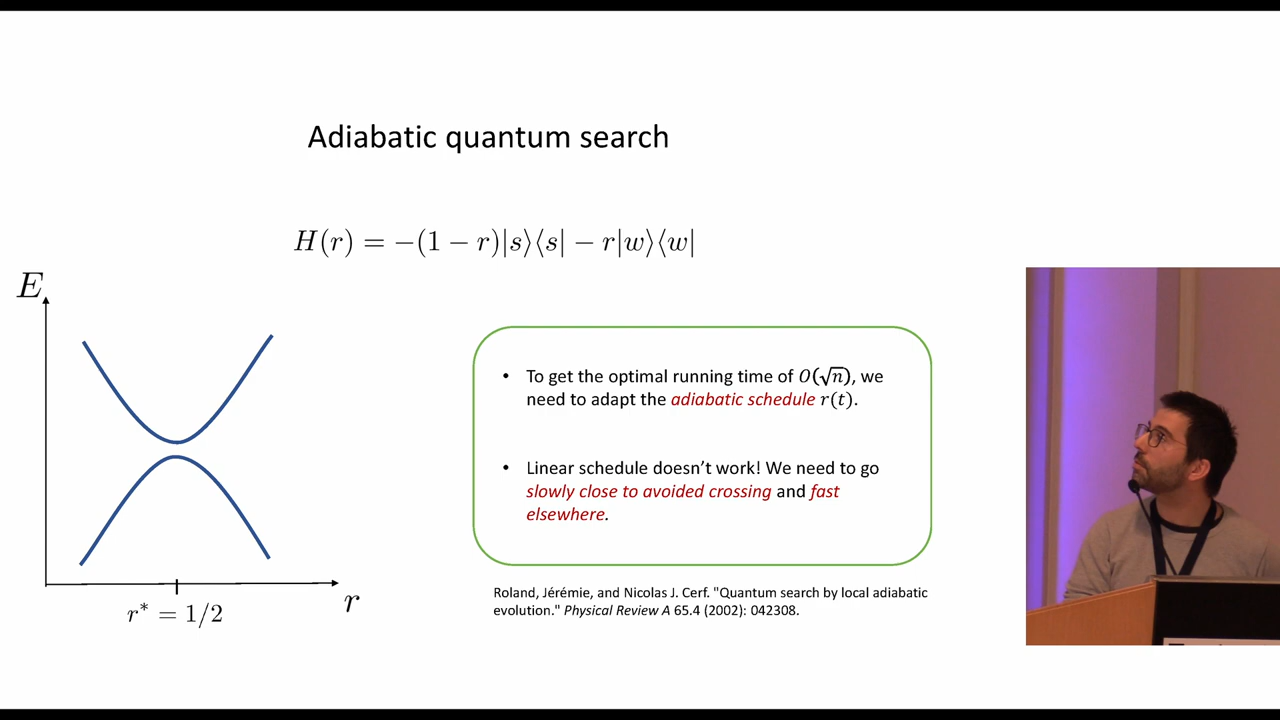 Adiabatic quantum search
H(r) = −(1 − r)|s⟩⟨s| − r|w⟩⟨w|
E
• To get the optimal running time of O(√n), we
need to adapt the adiabatic schedule r(t).
• Linear schedule doesn't work! We need to go
slowly close to avoided crossing and fast
elsewhere.
r* = 1/2
r
Roland, Jérémie, and Nicolas J. Cerf. "Quantum search by local adiabatic
evolution." Physical Review A 65.4 (2002): 042308.